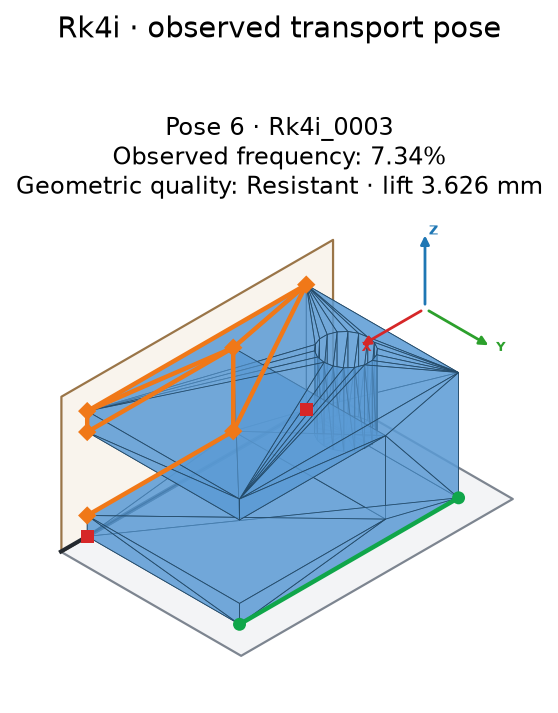 Rk4i · observed transport pose
Pose 6 · Rk4i_0003
Observed frequency: 7.34%
Geometric quality: Resistant · lift 3.626 mm
Z
X
Y